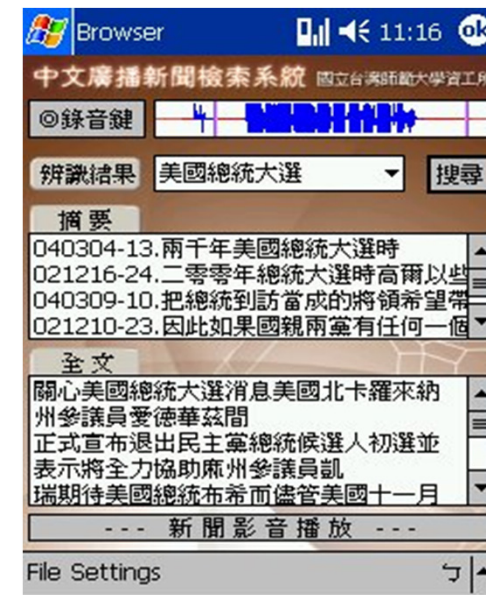 Browser 11:16 ok
中文廣播新聞檢索系統 國立台灣師範大學資工所
◎錄音鍵
辨識結果 美國總統大選 搜尋
摘要
040304-13.兩千年美國總統大選時
021216-24.二零零年總統大選時高爾以些
040309-10.把總統到訪當成的將領希望帶
021210-23.因此如果國親兩黨有任何一個
全文
關心美國總統大選消息美國北卡羅來納
州參議員愛德華茲間
正式宣布退出民主黨總統候選人初選並
表示將全力協助麻州參議員凱
瑞期待美國總統布希而儘管美國十一月
--- 新聞影音播放 ---
File Settings ㄅ